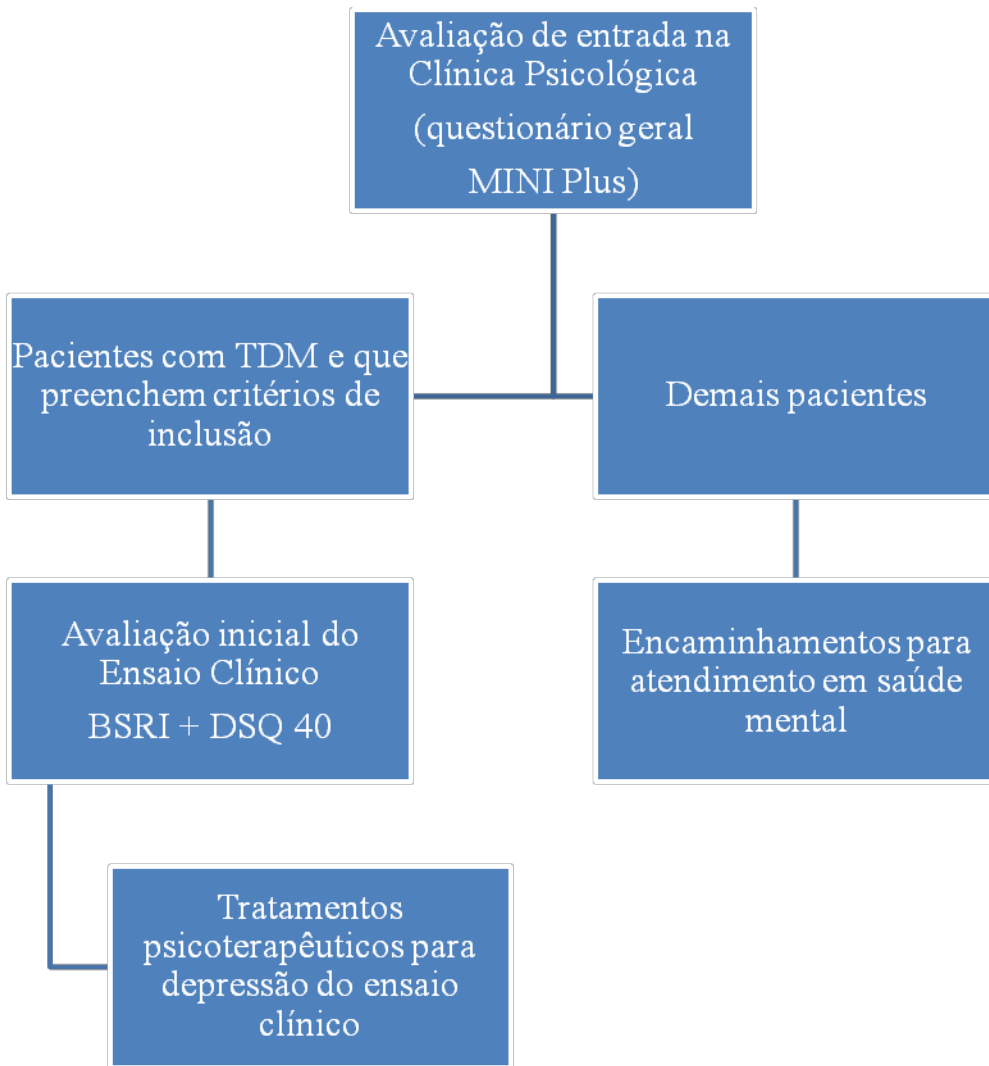 Avaliação de entrada na
Clínica Psicológica
(questionário geral
MINI Plus)
Pacientes com TDM e que
preenchem critérios de
inclusão
Demais pacientes
Avaliação inicial do
Ensaio Clínico
BSRI + DSQ 40
Encaminhamentos para
atendimento em saúde
mental
Tratamentos
psicoterapêuticos para
depressão do ensaio
clínico